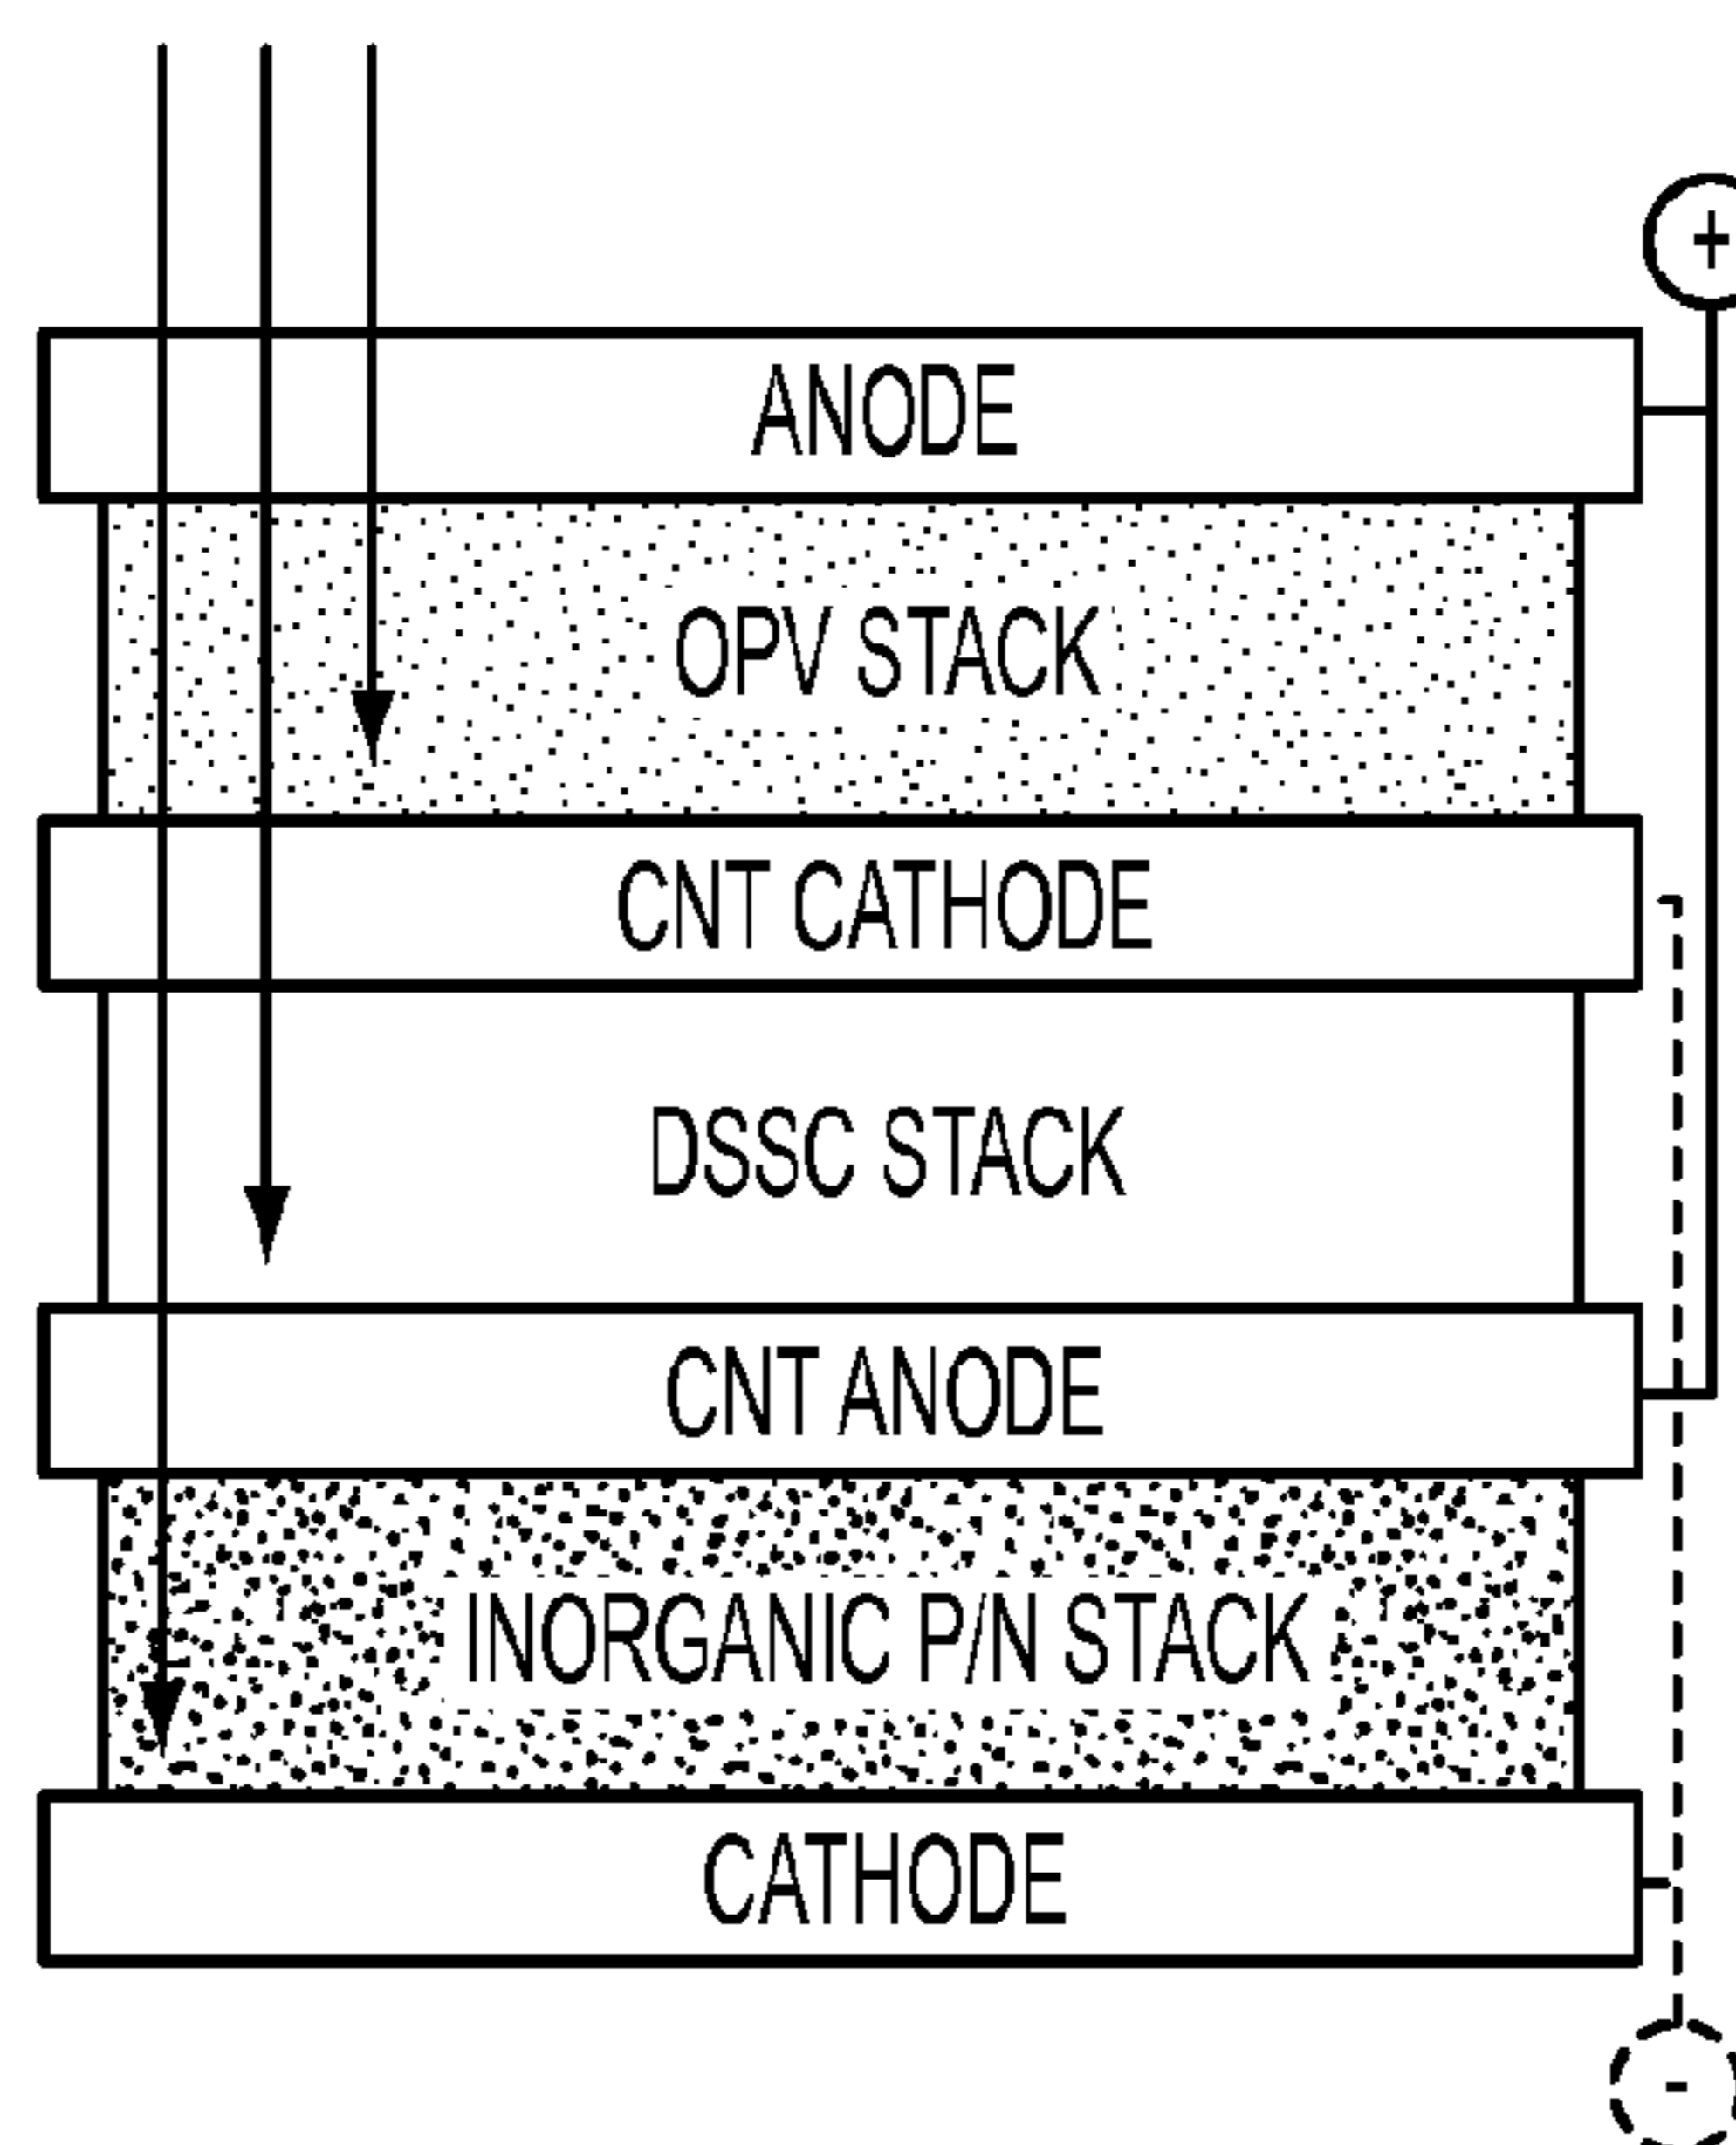 +
ANODE
OPV STACK
CNT CATHODE
DSSC STACK
CNT ANODE
INORGANIC P/N STACK
CATHODE
-